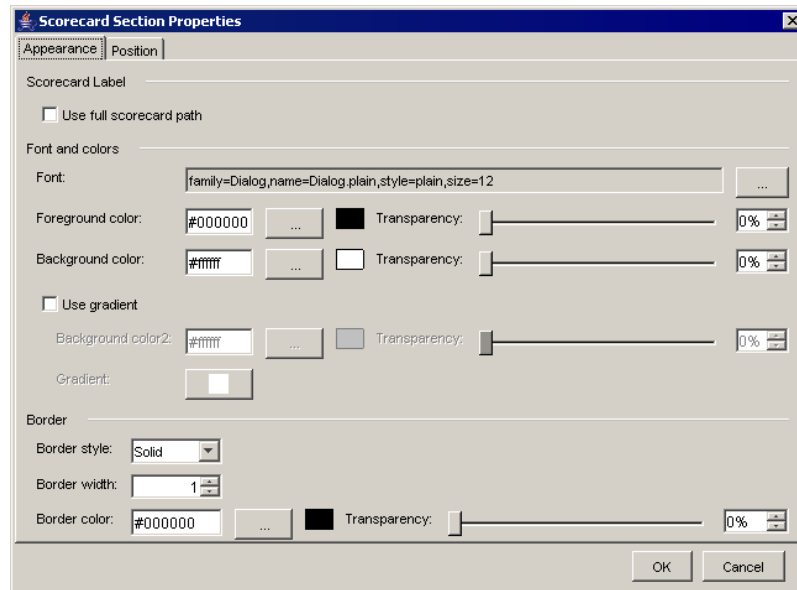 Scorecard Section Properties
Appearance Position
Scorecard Label
Use full scorecard path
Font and colors
Font: family=Dialog,name=Dialog.plain,style=plain,size=12 ...
Foreground color: #000000 ... Transparency: 0%
Background color: #ffffff ... Transparency: 0%
Use gradient
Background color2: #ffffff ... Transparency: 0%
Gradient:
Border
Border style: Solid
Border width: 1
Border color: #000000 ... Transparency: 0%
OK Cancel